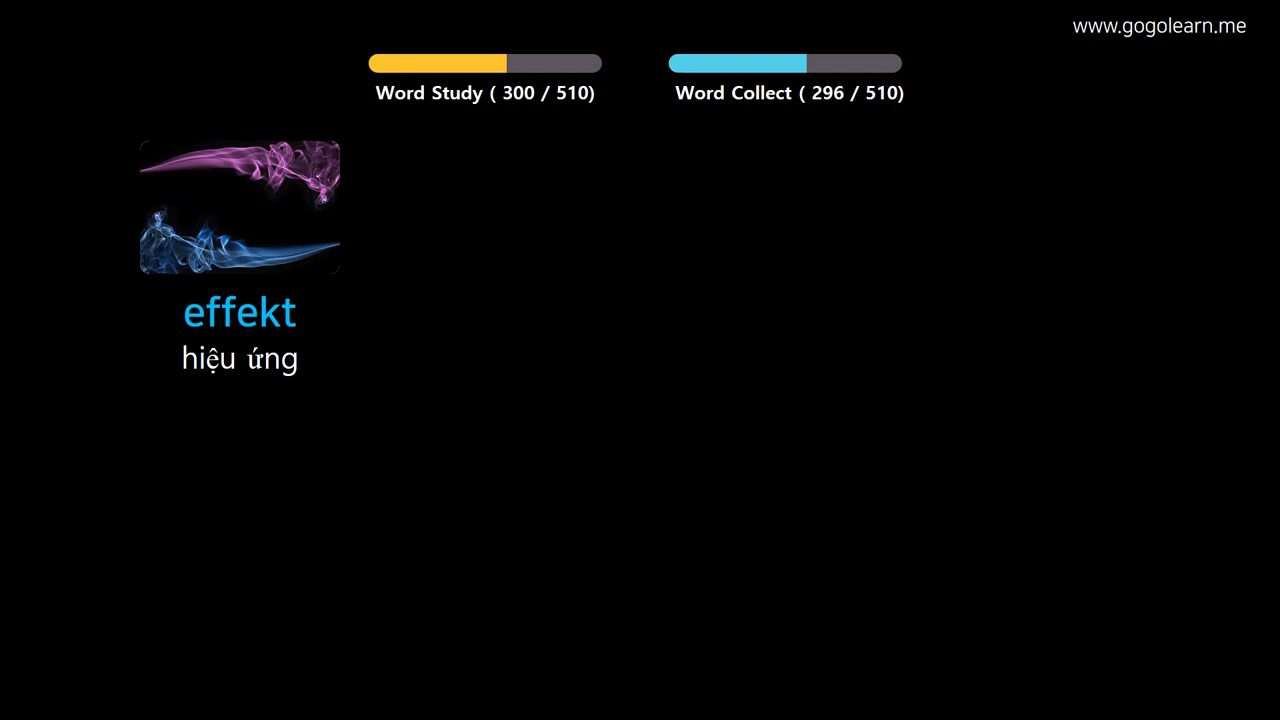 www.gogolearn.me
Word Study ( 300 / 510)
Word Collect ( 296 / 510)
effekt
hiệu ứng